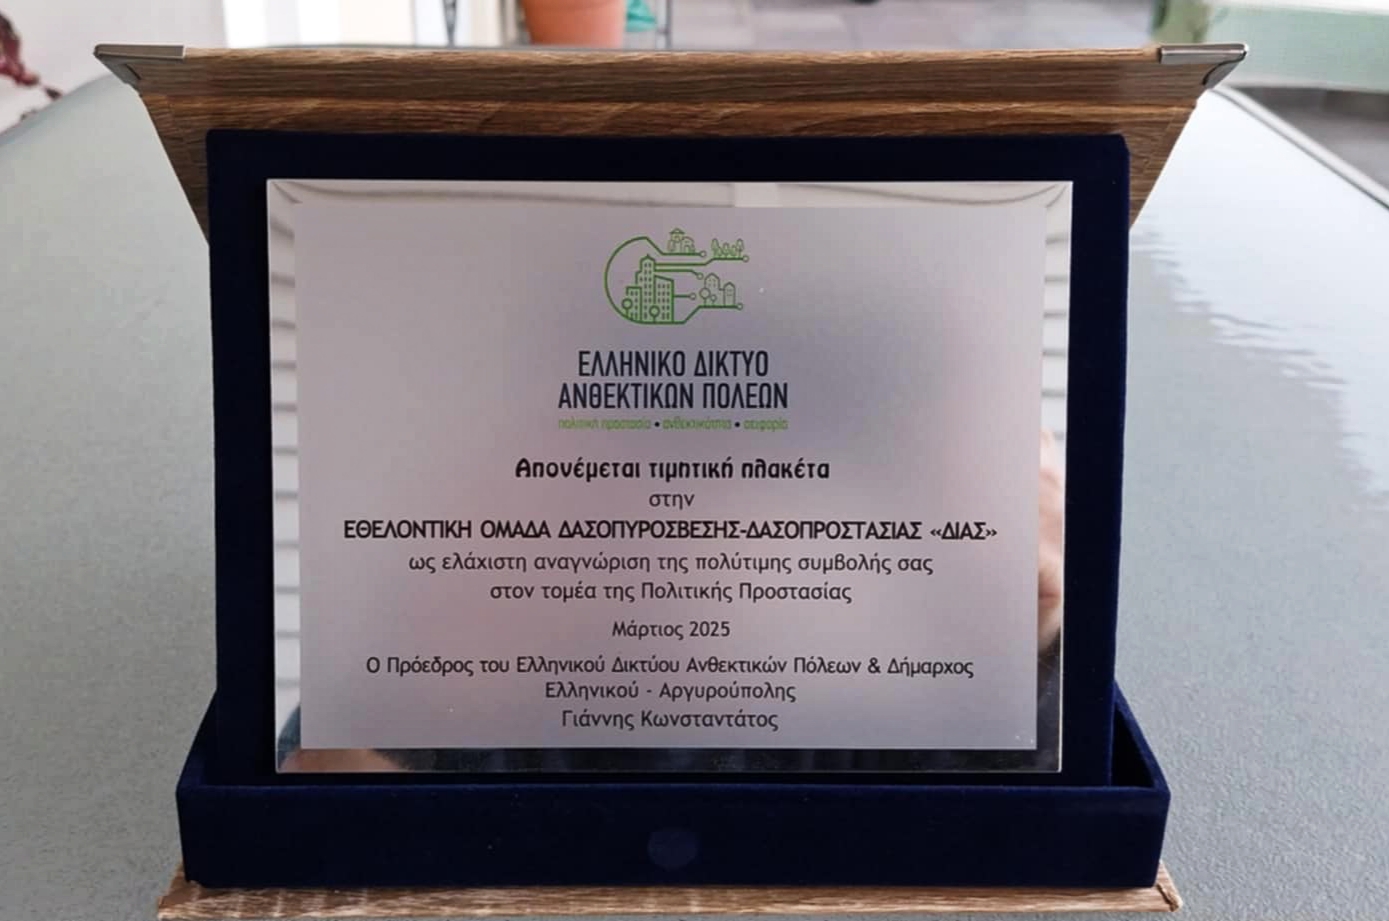 ΕΛΛΗΝΙΚΟ ΔΙΚΤΥΟ
ΑΝΘΕΚΤΙΚΩΝ ΠΟΛΕΩΝ
πολιτική προστασία • ανθεκτικότητα • αειφορία
Απονέμεται τιμητική πλακέτα
στην
ΕΘΕΛΟΝΤΙΚΗ ΟΜΑΔΑ ΔΑΣΟΠΥΡΟΣΒΕΣΗΣ-ΔΑΣΟΠΡΟΣΤΑΣΙΑΣ «ΔΙΑΣ»
ως ελάχιστη αναγνώριση της πολύτιμης συμβολής σας
στον τομέα της Πολιτικής Προστασίας
Μάρτιος 2025
Ο Πρόεδρος του Ελληνικού Δικτύου Ανθεκτικών Πόλεων & Δήμαρχος
Ελληνικού - Αργυρούπολης
Γιάννης Κωνσταντάτος